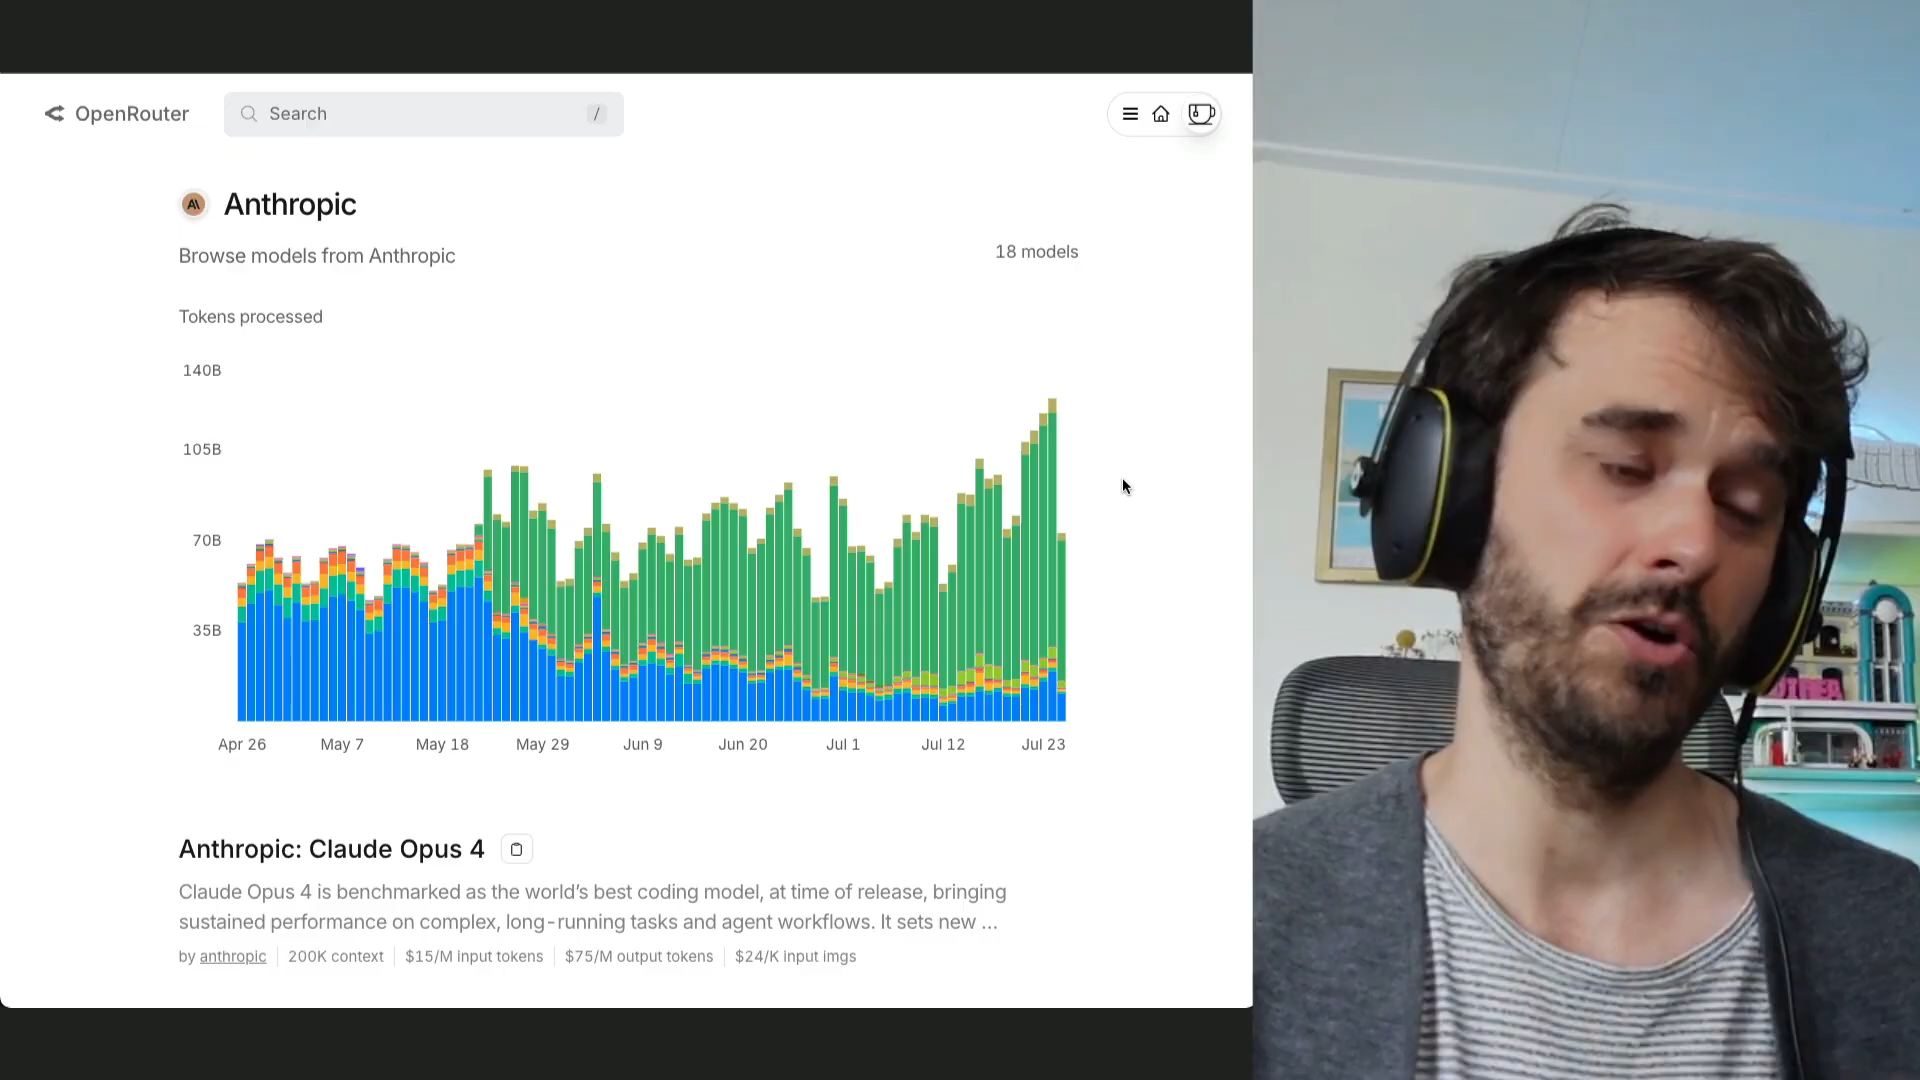 OpenRouter
Search
/
Anthropic
Browse models from Anthropic
18 models
Tokens processed
140B
105B
70B
35B
Apr 26 May 7 May 18 May 29 Jun 9 Jun 20 Jul 1 Jul 12 Jul 23
Anthropic: Claude Opus 4
Claude Opus 4 is benchmarked as the world’s best coding model, at time of release, bringing
sustained performance on complex, long-running tasks and agent workflows. It sets new ...
by anthropic 200K context $15/M input tokens $75/M output tokens $24/K input imgs